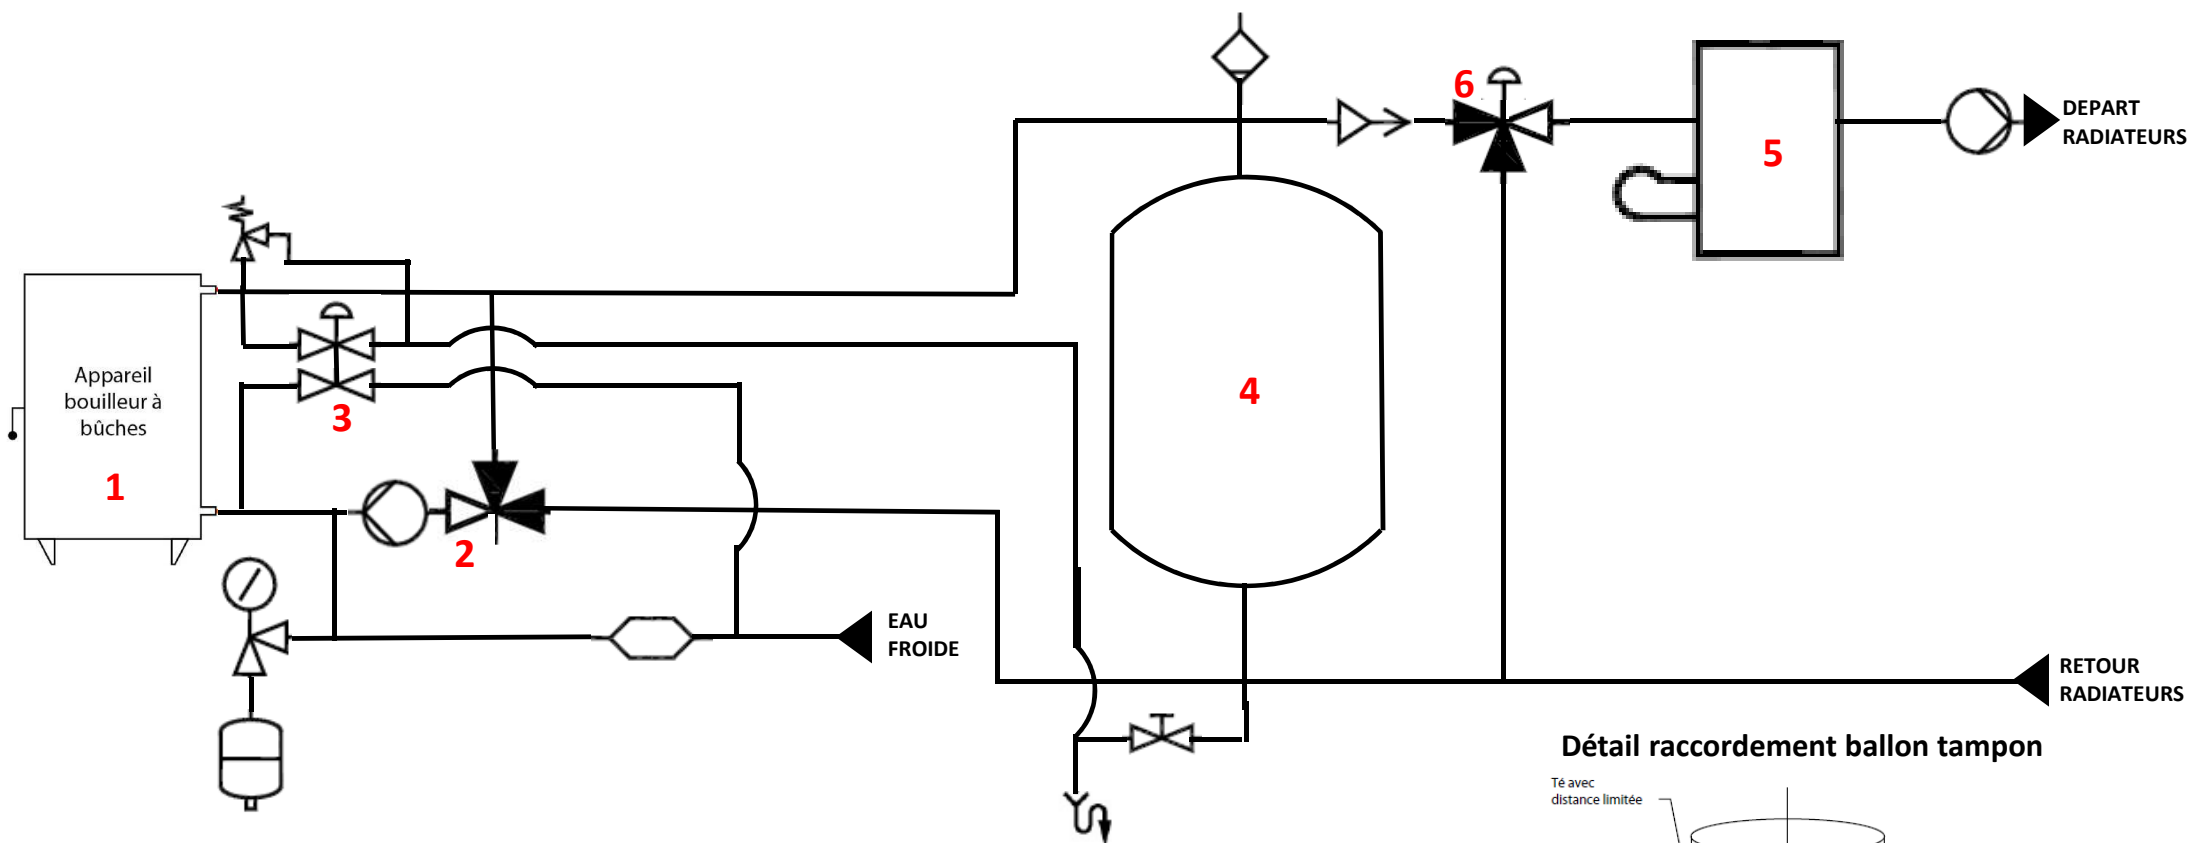 6
DEPART
RADIATEURS
5
Appareil
bouilleur à
bûches
3
4
1
2
EAU
FROIDE
RETOUR
RADIATEURS
Détail raccordement ballon tampon
Té avec
distance limitée